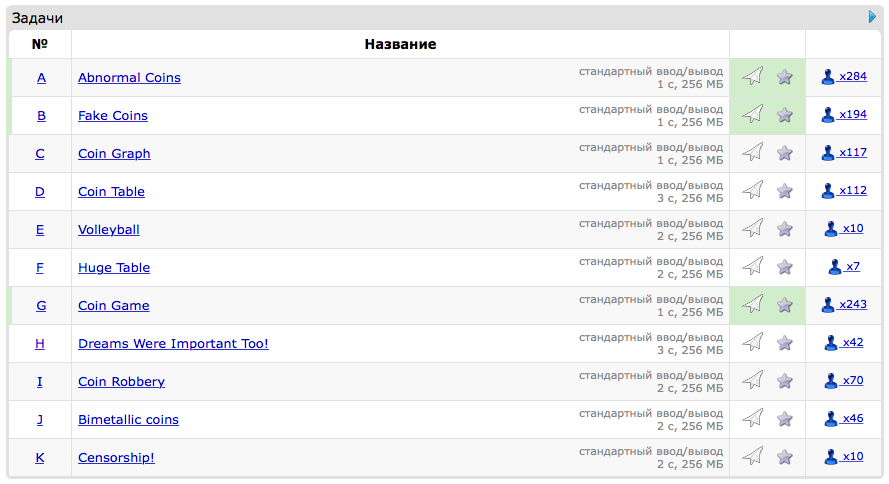 Задачи
№ Название
A Abnormal Coins стандартный ввод/вывод
1 с, 256 МБ x284
B Fake Coins стандартный ввод/вывод
1 с, 256 МБ x194
C Coin Graph стандартный ввод/вывод
1 с, 256 МБ x117
D Coin Table стандартный ввод/вывод
3 с, 256 МБ x112
E Volleyball стандартный ввод/вывод
2 с, 256 МБ x10
F Huge Table стандартный ввод/вывод
2 с, 256 МБ x7
G Coin Game стандартный ввод/вывод
1 с, 256 МБ x243
H Dreams Were Important Too! стандартный ввод/вывод
3 с, 256 МБ x42
I Coin Robbery стандартный ввод/вывод
2 с, 256 МБ x70
J Bimetallic coins стандартный ввод/вывод
2 с, 256 МБ x46
K Censorship! стандартный ввод/вывод
2 с, 256 МБ x10